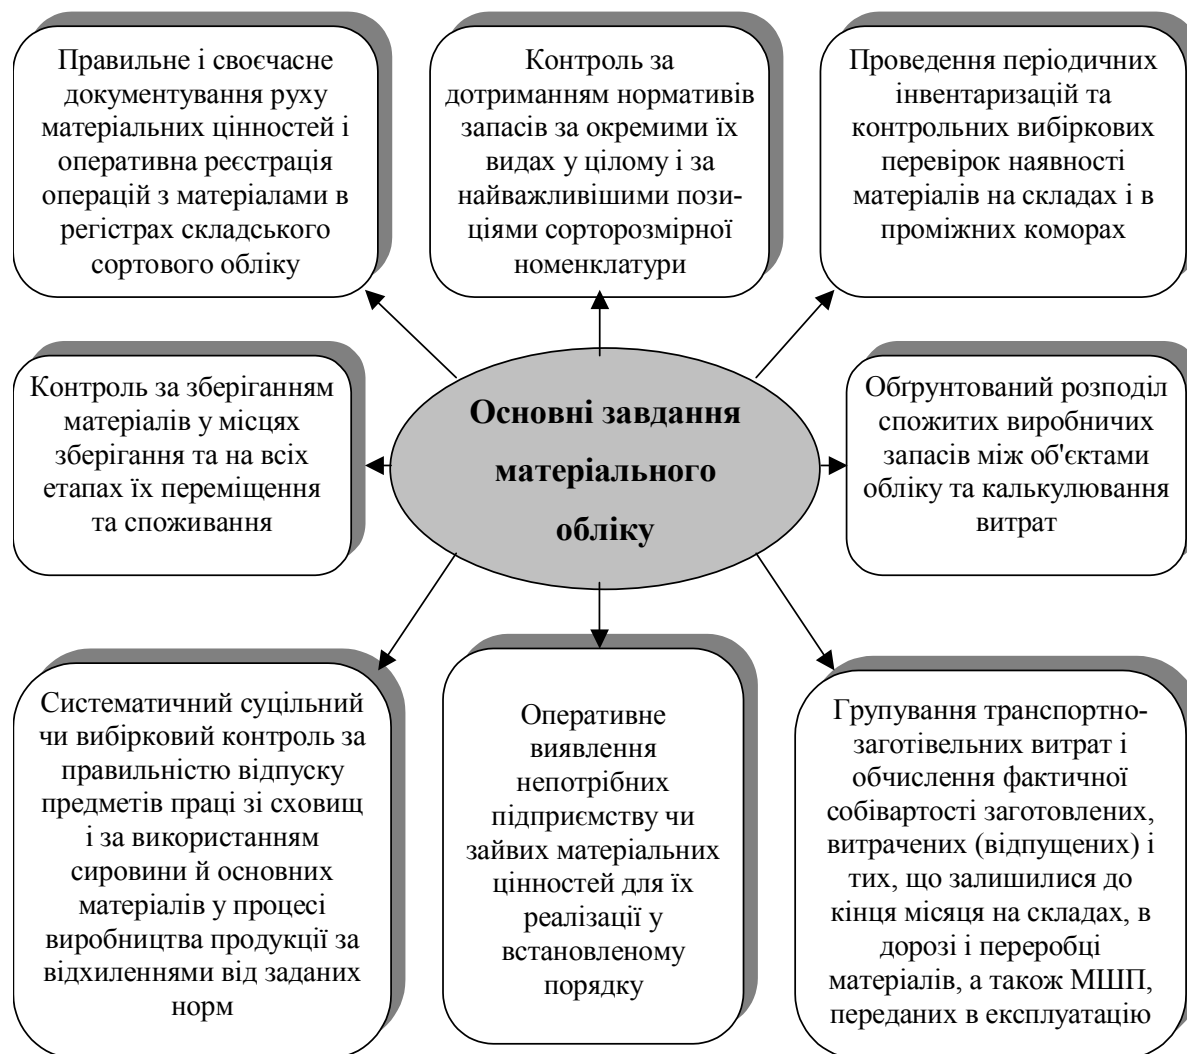 Правильне і своєчасне
документування руху
матеріальних цінностей і
оперативна реєстрація
операцій з матеріалами в
регістрах складського
сортового обліку
Контроль за
дотриманням нормативів
запасів за окремими їх
видах у цілому і за
найважливішими пози-
ціями сорторозмірної
номенклатури
Проведення періодичних
інвентаризацій та
контрольних вибіркових
перевірок наявності
матеріалів на складах і в
проміжних коморах
Контроль за зберіганням
матеріалів у місцях
зберігання та на всіх
етапах їх переміщення
та споживання
Основні завдання
матеріального
обліку
Обґрунтований розподіл
спожитих виробничих
запасів між об'єктами
обліку та калькулювання
витрат
Систематичний суцільний
чи вибірковий контроль за
правильністю відпуску
предметів праці зі сховищ
і за використанням
сировини й основних
матеріалів у процесі
виробництва продукції за
відхиленнями від заданих
норм
Оперативне
виявлення
непотрібних
підприємству чи
зайвих матеріальних
цінностей для їх
реалізації у
встановленому
порядку
Групування транспортно-
заготівельних витрат і
обчислення фактичної
собівартості заготовлених,
витрачених (відпущених) і
тих, що залишилися до
кінця місяця на складах, в
дорозі і переробці
матеріалів, а також МШП,
переданих в експлуатацію